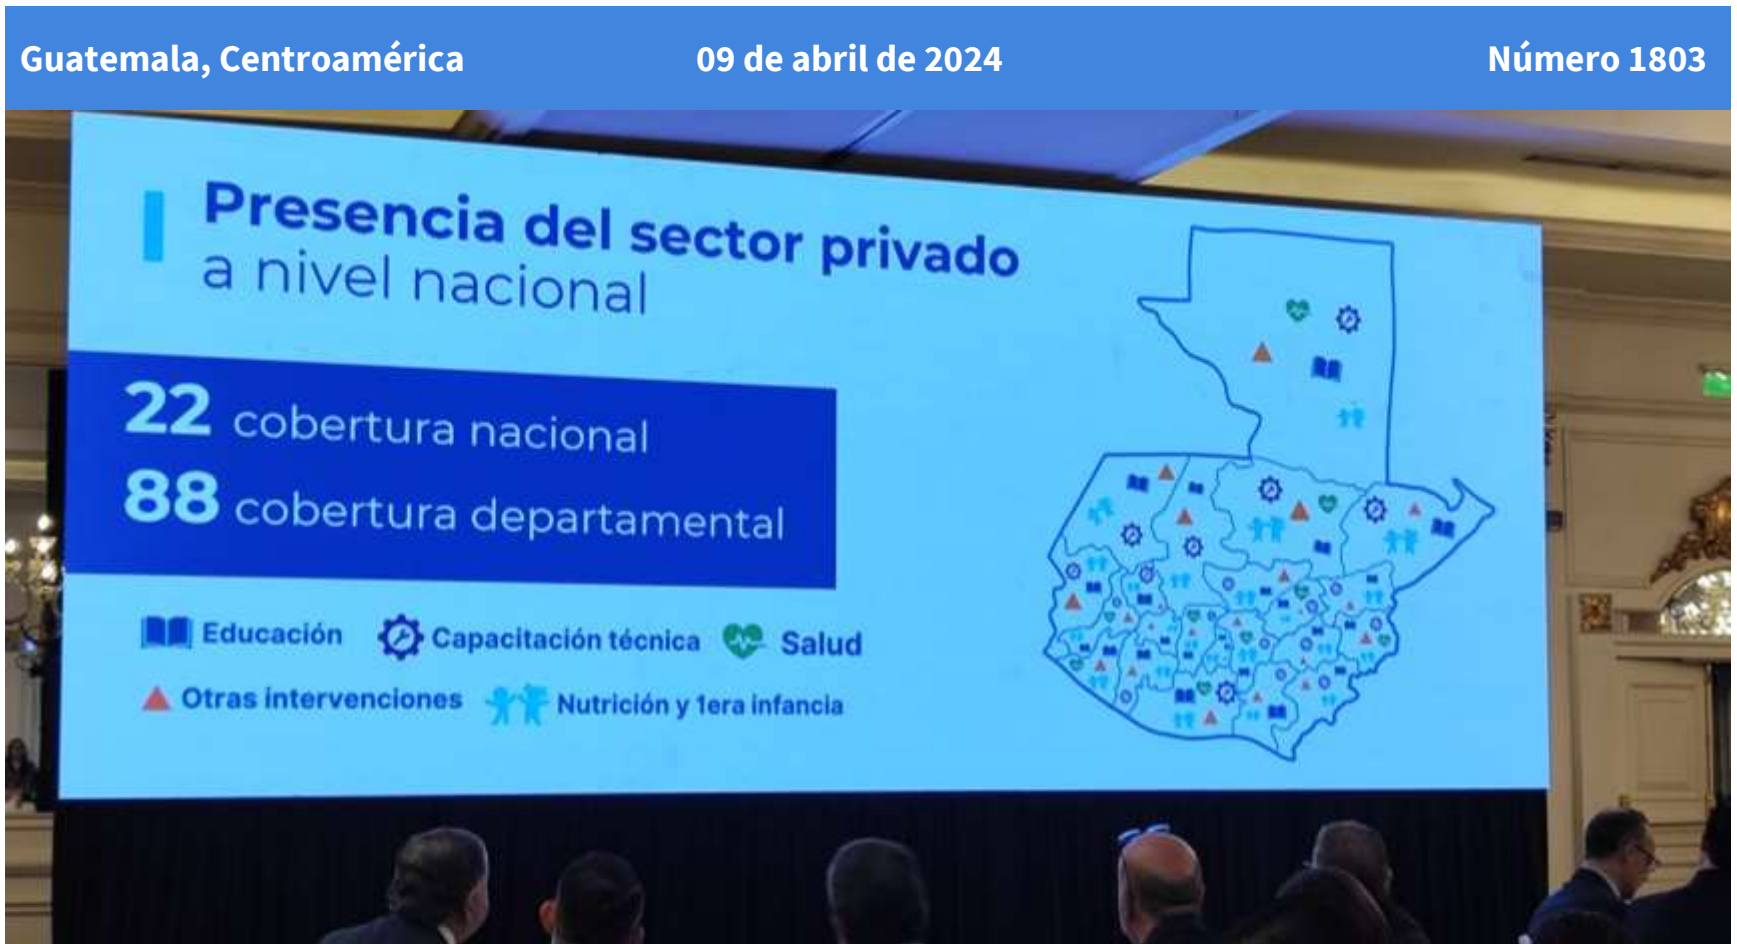 Guatemala, Centroamérica 09 de abril de 2024 Número 1803
Presencia del sector privado
a nivel nacional
22 cobertura nacional
88 cobertura departamental
Educación Capacitación técnica Salud
Otras intervenciones Nutrición y 1era infancia